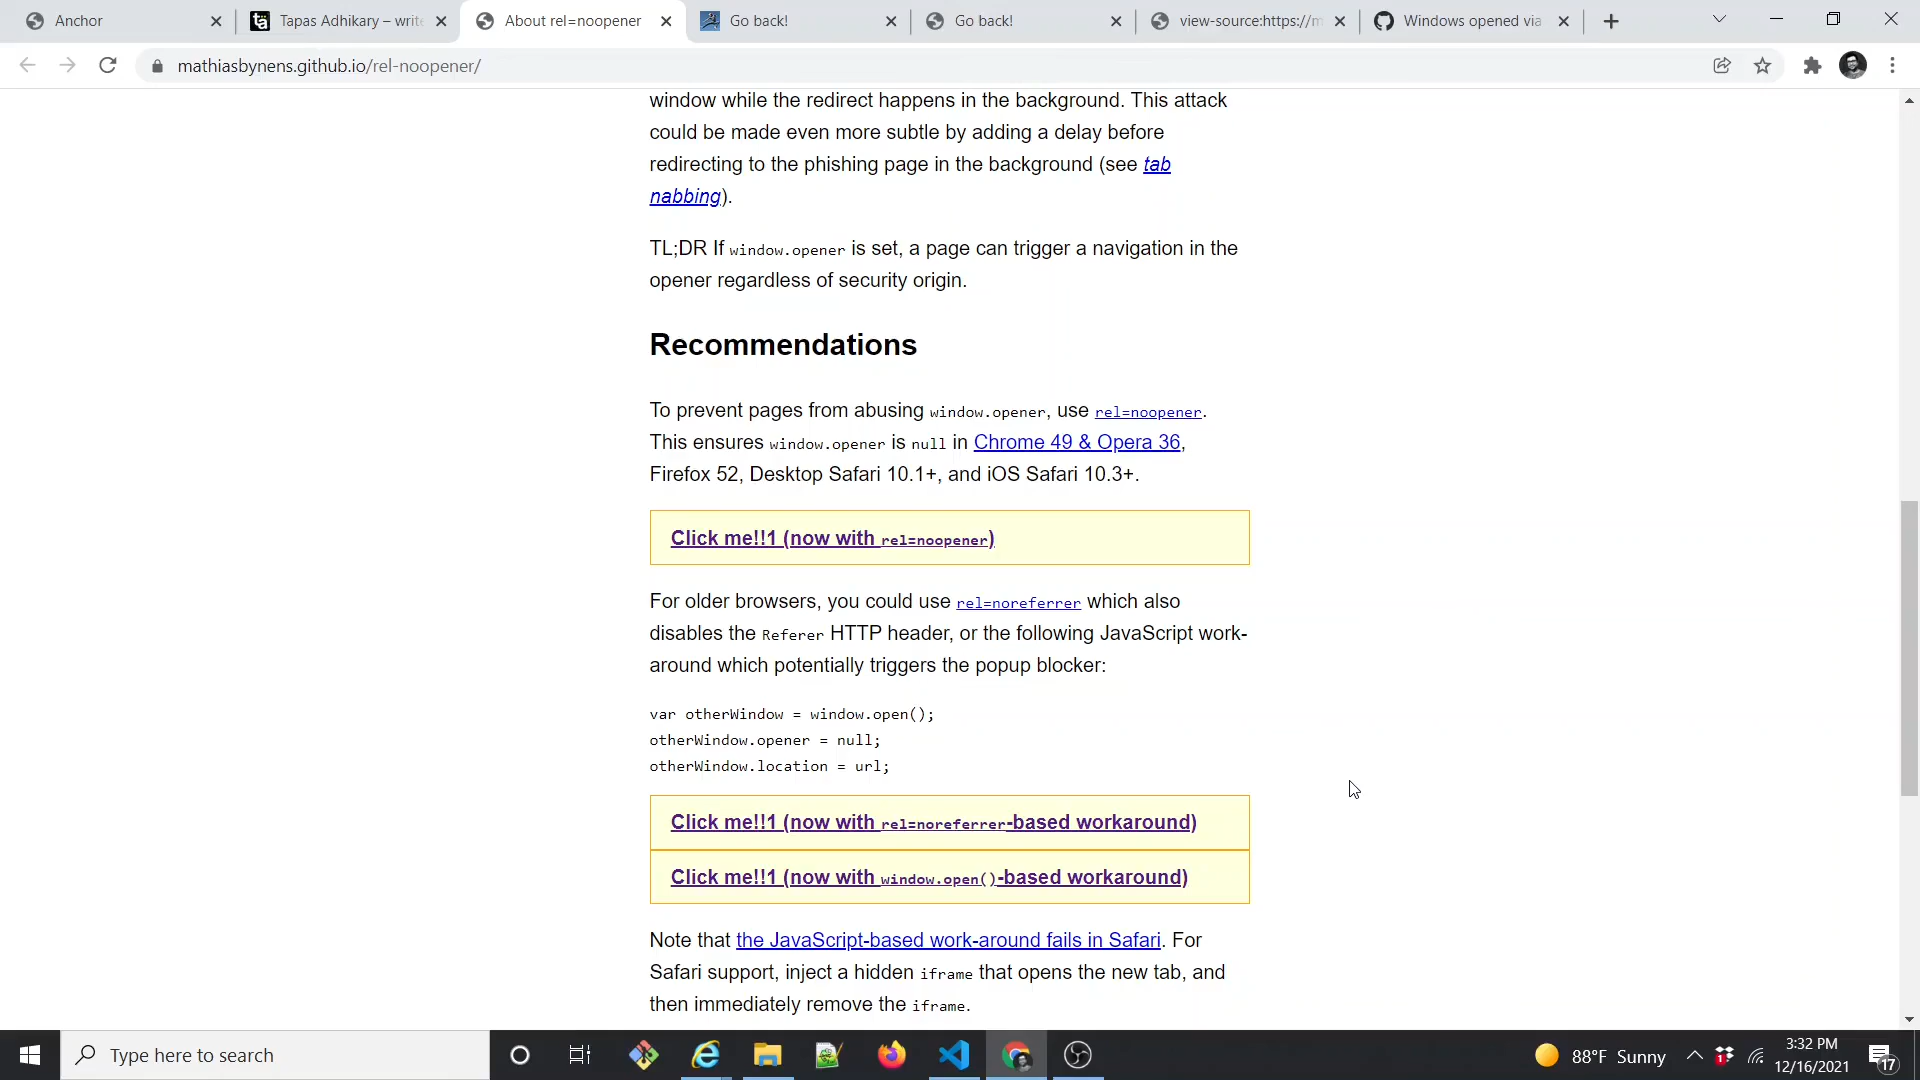 Anchor
Tapas Adhikary – write
About rel=noopener
Go back!
Go back!
view-source:https://m
Windows opened via
mathiasbynens.github.io/rel-noopener/
window while the redirect happens in the background. This attack
could be made even more subtle by adding a delay before
redirecting to the phishing page in the background (see tab
nabbing).
TL;DR If window.opener is set, a page can trigger a navigation in the
opener regardless of security origin.
Recommendations
To prevent pages from abusing window.opener, use rel=noopener.
This ensures window.opener is null in Chrome 49 & Opera 36,
Firefox 52, Desktop Safari 10.1+, and iOS Safari 10.3+.
Click me!!1 (now with rel=noopener)
For older browsers, you could use rel=noreferrer which also
disables the Referer HTTP header, or the following JavaScript work-
around which potentially triggers the popup blocker:
var otherWindow = window.open();
otherWindow.opener = null;
otherWindow.location = url;
Click me!!1 (now with rel=noreferrer-based workaround)
Click me!!1 (now with window.open()-based workaround)
Note that the JavaScript-based work-around fails in Safari. For
Safari support, inject a hidden iframe that opens the new tab, and
then immediately remove the iframe.
Type here to search
88°F Sunny
1
3:32 PM
12/16/2021
17